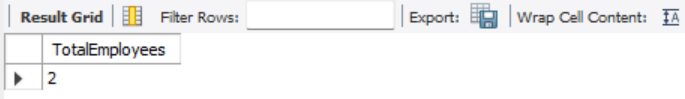 Result Grid Filter Rows: Export: Wrap Cell Content:
TotalEmployees
2